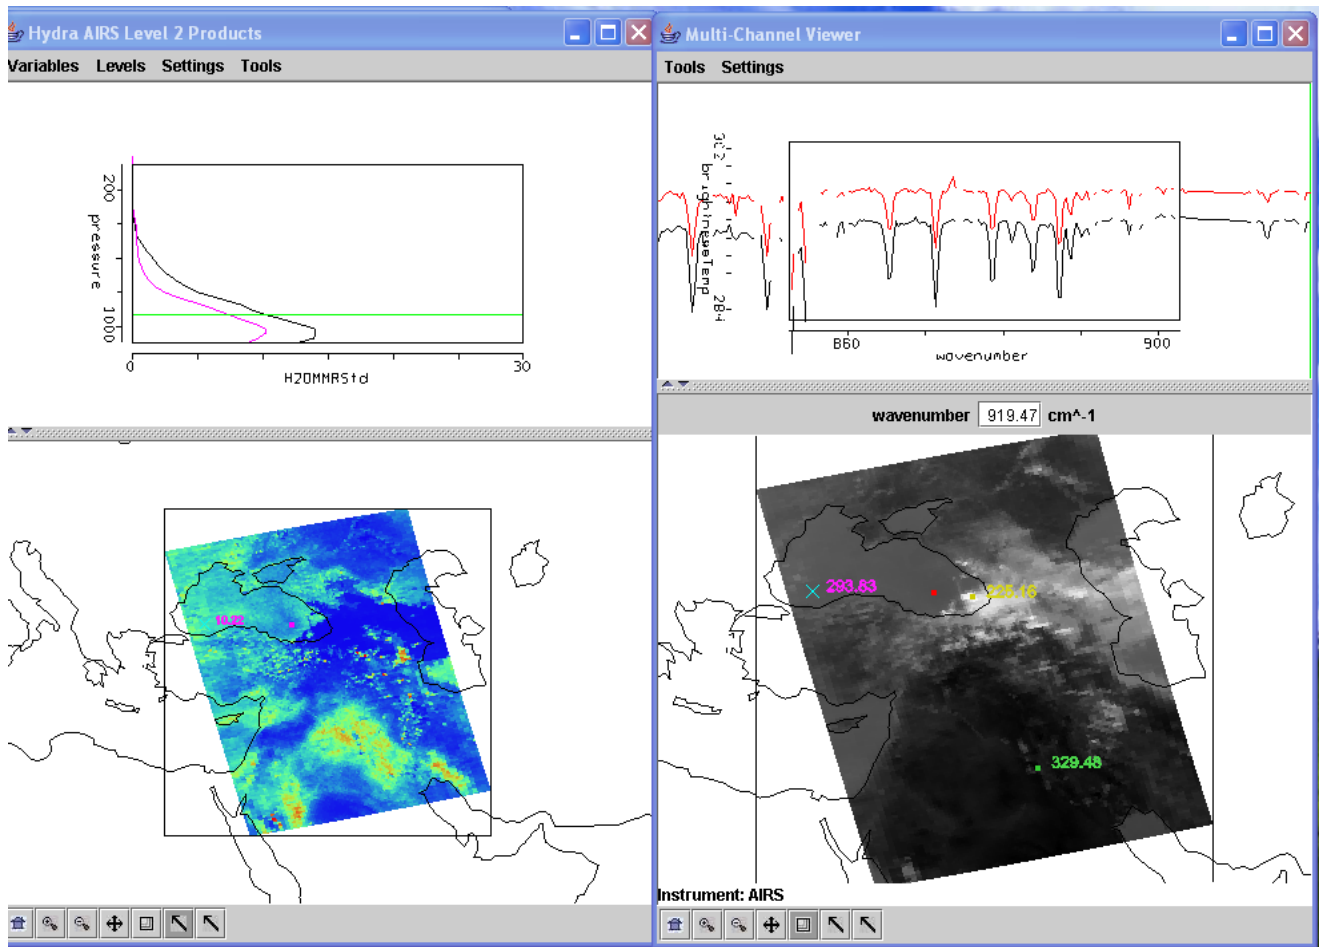 Hydra AIRS Level 2 Products
Variables Levels Settings Tools
200
pressure
1000
0
30
H2OMMRStd
Multi-Channel Viewer
Tools Settings
302
brightnessTemp
284
860
900
wavenumber
wavenumber 919.47 cm^-1
293.83
225.16
329.48
Instrument: AIRS